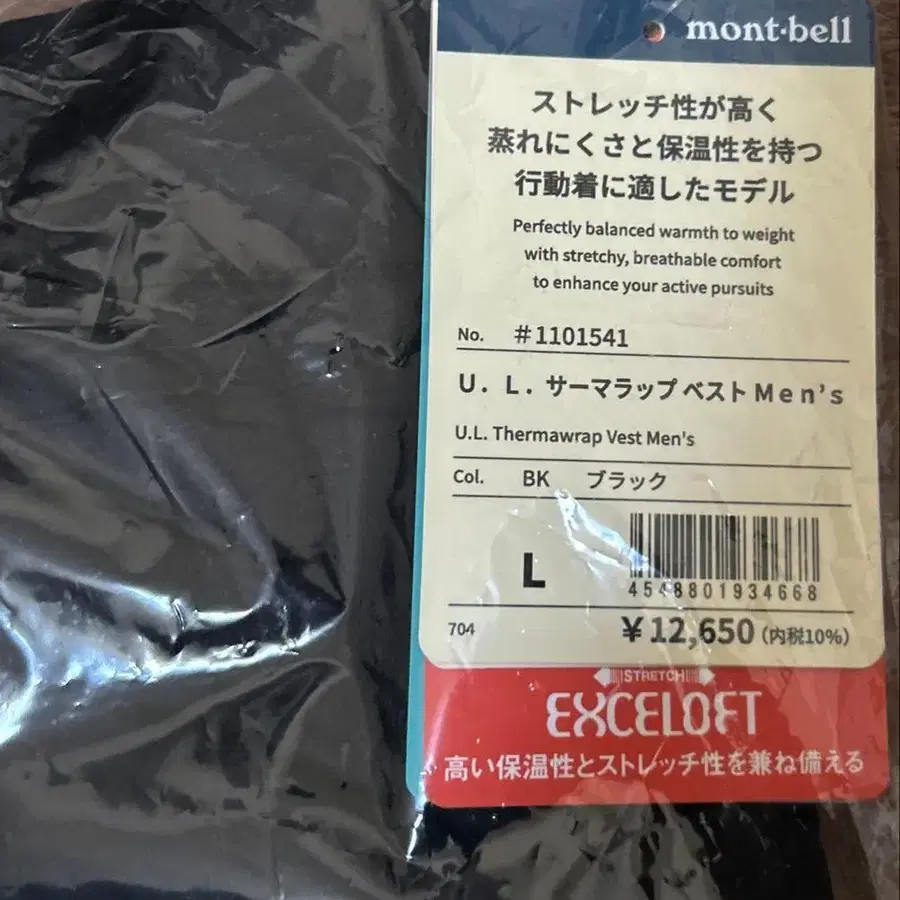 mont·bell
ストレッチ性が高く
蒸れにくさと保温性を持つ
行動着に適したモデル
Perfectly balanced warmth to weight
with stretchy, breathable comfort
to enhance your active pursuits
No. #1101541
U. L. サーマラップ ベスト Men's
U.L. Thermawrap Vest Men's
Col. BK ブラック
L
4548801934668
704 ¥12,650 (内税10%)
STRETCH
EXCELOFT
高い保温性とストレッチ性を兼ね備える